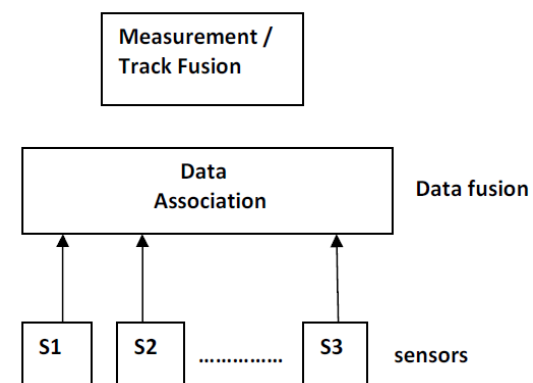 Measurement /
Track Fusion
Data
Association
Data fusion
S1
S2
...............
S3
sensors